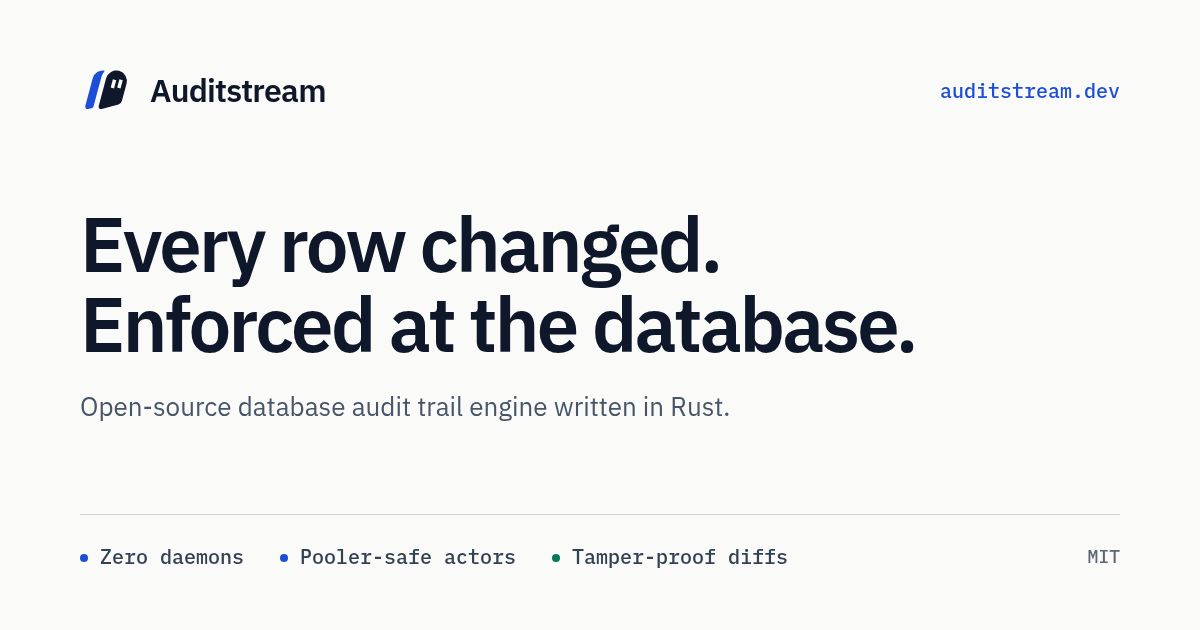 Auditstream
auditstream.dev
Every row changed.
Enforced at the database.
Open-source database audit trail engine written in Rust.
Zero daemons
Pooler-safe actors
Tamper-proof diffs
MIT